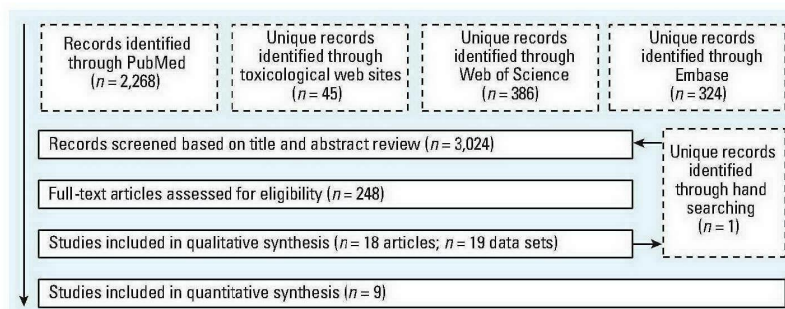 Records identified
through PubMed
(n = 2,268)
Unique records
identified through
toxicological web sites
(n = 45)
Unique records
identified through
Web of Science
(n = 386)
Unique records
identified through
Embase
(n = 324)
Records screened based on title and abstract review (n = 3,024)
Unique records
identified
through hand
searching
(n = 1)
Full-text articles assessed for eligibility (n = 248)
Studies included in qualitative synthesis (n = 18 articles; n = 19 data sets)
Studies included in quantitative synthesis (n = 9)